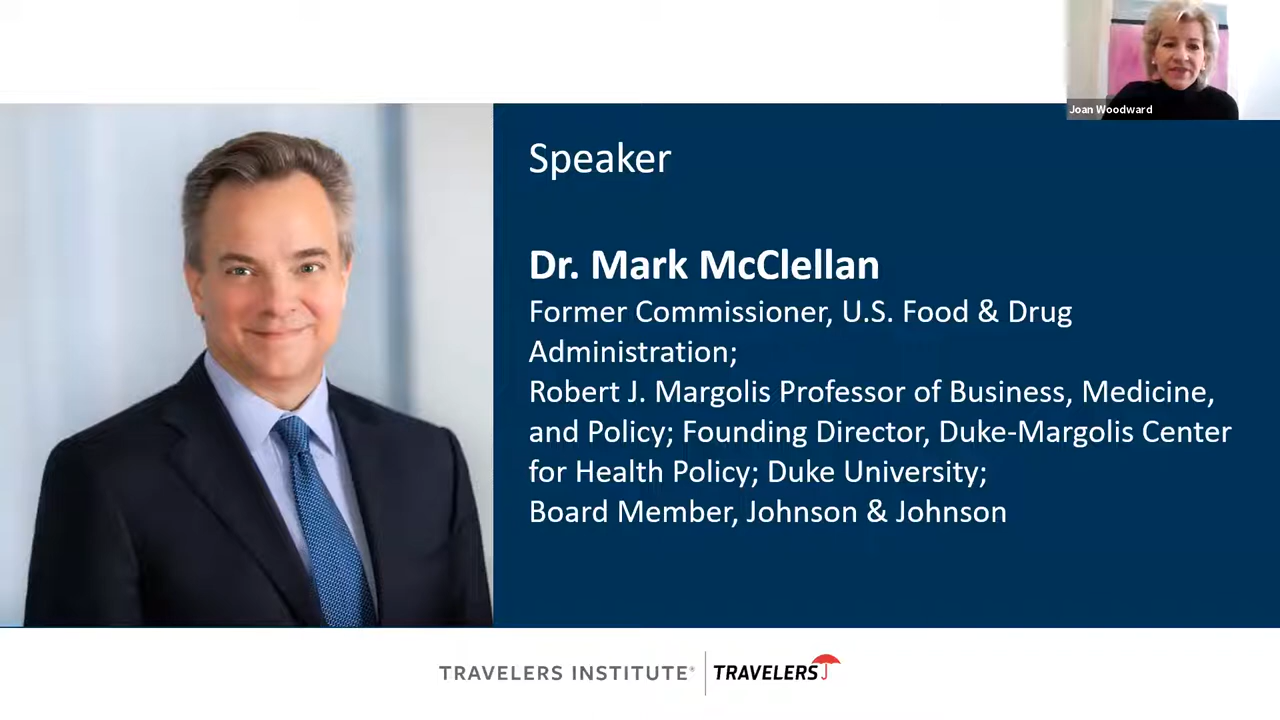 Joan Woodward
Speaker
Dr. Mark McClellan
Former Commissioner, U.S. Food & Drug
Administration;
Robert J. Margolis Professor of Business, Medicine,
and Policy; Founding Director, Duke-Margolis Center
for Health Policy; Duke University;
Board Member, Johnson & Johnson
TRAVELERS INSTITUTE® TRAVELERS